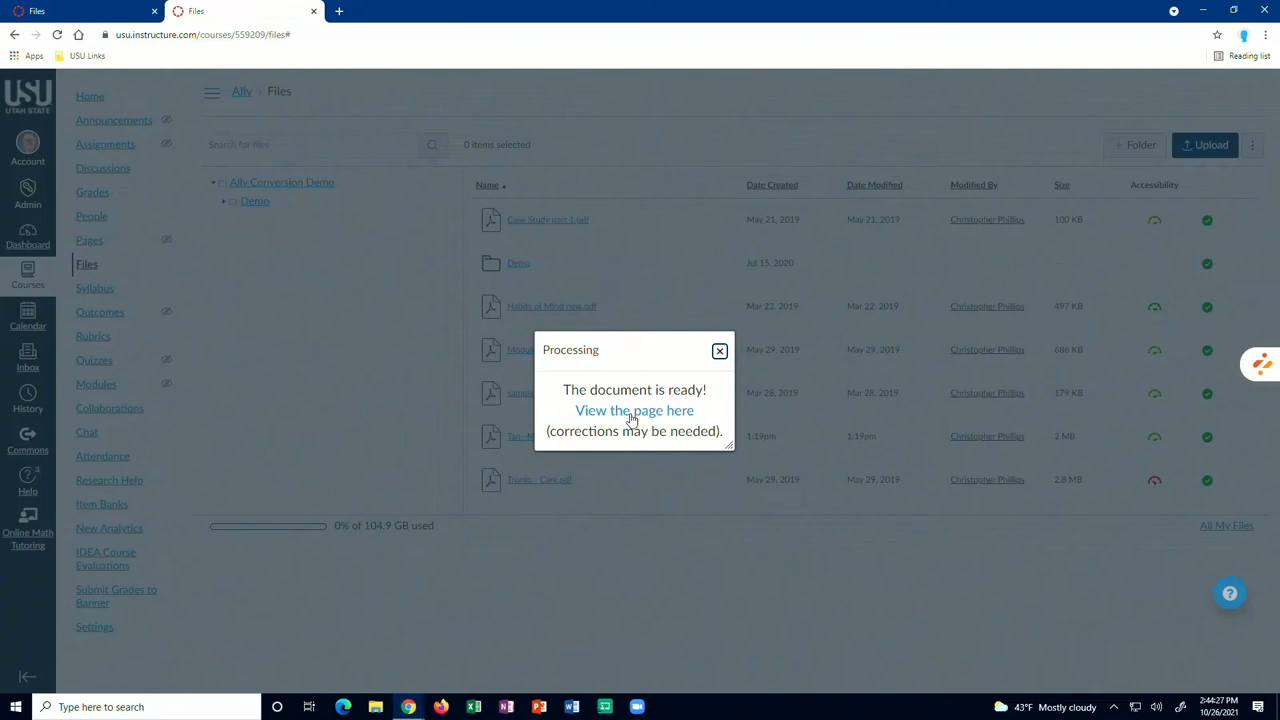 Files
Files
usu.instructure.com/courses/559209/files#
Apps
USU Links
Reading list
USU
UTAH STATE
Account
Admin
Dashboard
Courses
Calendar
Inbox
History
Commons
3
Help
Online Math
Tutoring
Home
Announcements
Assignments
Discussions
Grades
People
Pages
Files
Syllabus
Outcomes
Rubrics
Quizzes
Modules
Collaborations
Chat
Attendance
Research Help
Item Banks
New Analytics
IDEA Course
Evaluations
Submit Grades to
Banner
Settings
Ally › Files
Search for files
0 items selected
+ Folder
Upload
Ally Conversion Demo
Demo
Name Date Created Date Modified Modified By Size Accessibility
Case Study part 1.pdf May 21, 2019 May 21, 2019 Christopher Phillips 100 KB
Demo Jul 15, 2020 --
Habits of Mind new.pdf Mar 22, 2019 Mar 22, 2019 Christopher Phillips 497 KB
Modul May 29, 2019 May 29, 2019 Christopher Phillips 686 KB
sample Mar 28, 2019 Mar 28, 2019 Christopher Phillips 179 KB
1:19pm 1:19pm Christopher Phillips 2 MB
Tronto - Care.pdf May 29, 2019 May 29, 2019 Christopher Phillips 2.8 MB
0% of 104.9 GB used
All My Files
Processing
The document is ready!
View the page here
(corrections may be needed).
Type here to search
43°F Mostly cloudy
2:44:27 PM
10/26/2021